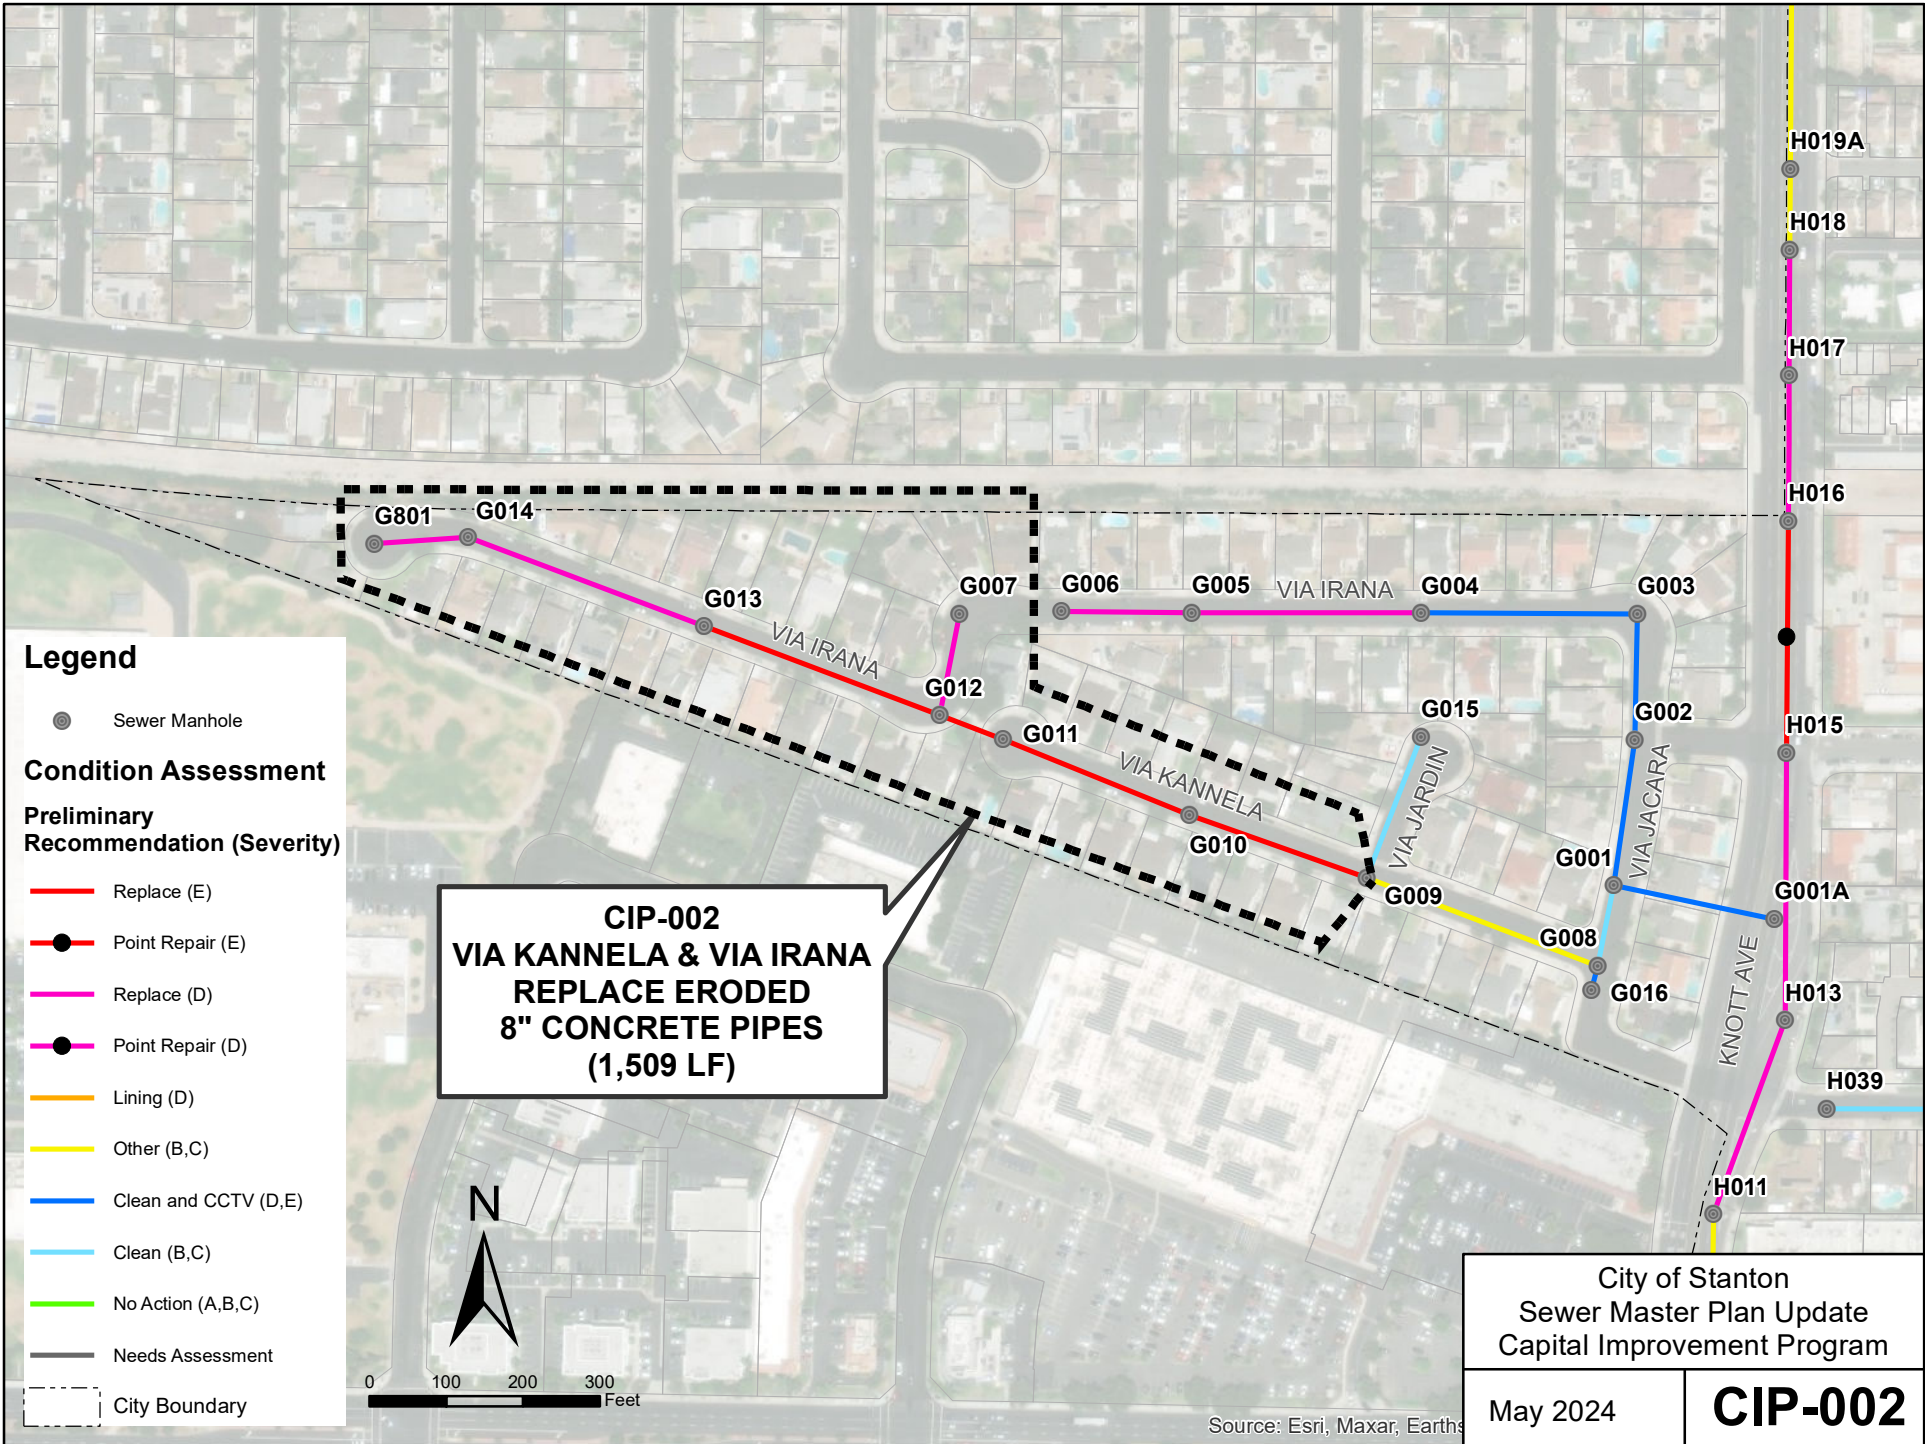 H019A
H018
H017
H016
G801
G014
G007
G006
G005
VIA IRANA
G004
G003
G013
VIA IRANA
G012
G011
G015
G002
H015
VIA KANNELA
VIA JARDIN
VIA JACARA
G010
G001
G009
G001A
G008
G016
KNOTT AVE
H013
H039
H011
Legend
Sewer Manhole
Condition Assessment
Preliminary
Recommendation (Severity)
Replace (E)
Point Repair (E)
Replace (D)
Point Repair (D)
Lining (D)
Other (B,C)
Clean and CCTV (D,E)
Clean (B,C)
No Action (A,B,C)
Needs Assessment
City Boundary
CIP-002
VIA KANNELA & VIA IRANA
REPLACE ERODED
8" CONCRETE PIPES
(1,509 LF)
N
0 100 200 300
Feet
Source: Esri, Maxar, Earths
City of Stanton
Sewer Master Plan Update
Capital Improvement Program
May 2024
CIP-002